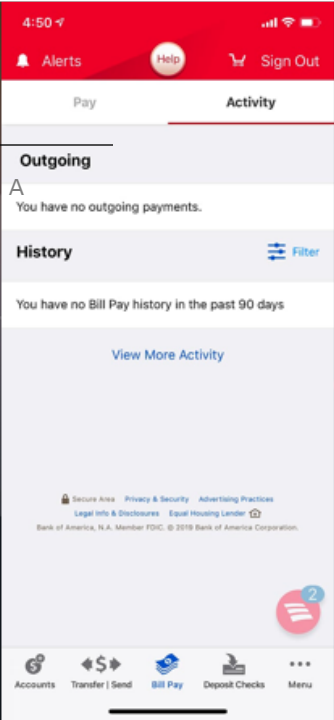 4:50
Alerts
Help
Sign Out
Pay
Activity
Outgoing
A
You have no outgoing payments.
History
Filter
You have no Bill Pay history in the past 90 days
View More Activity
Secure Area Privacy & Security Advertising Practices
Legal Info & Disclosures Equal Housing Lender
Bank of America, N.A. Member FDIC. © 2019 Bank of America Corporation.
2
Accounts
Transfer | Send
Bill Pay
Deposit Checks
Menu